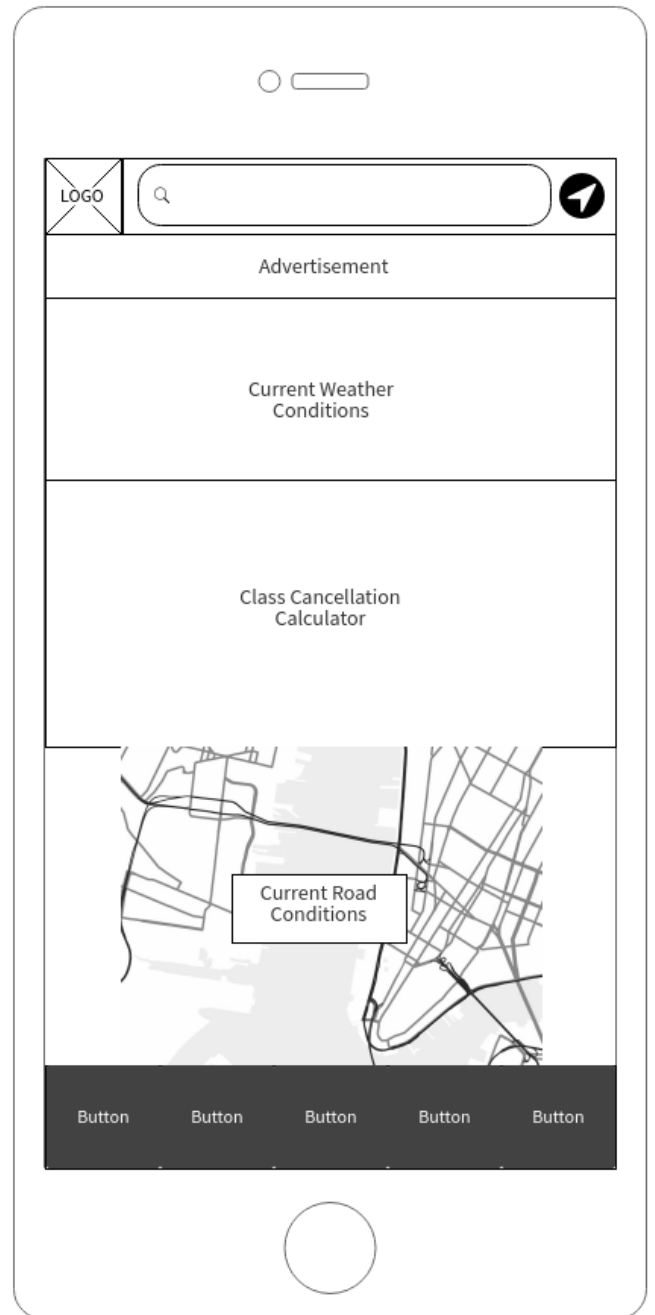 LOGO
Advertisement
Current Weather
Conditions
Class Cancellation
Calculator
Current Road
Conditions
Button Button Button Button Button